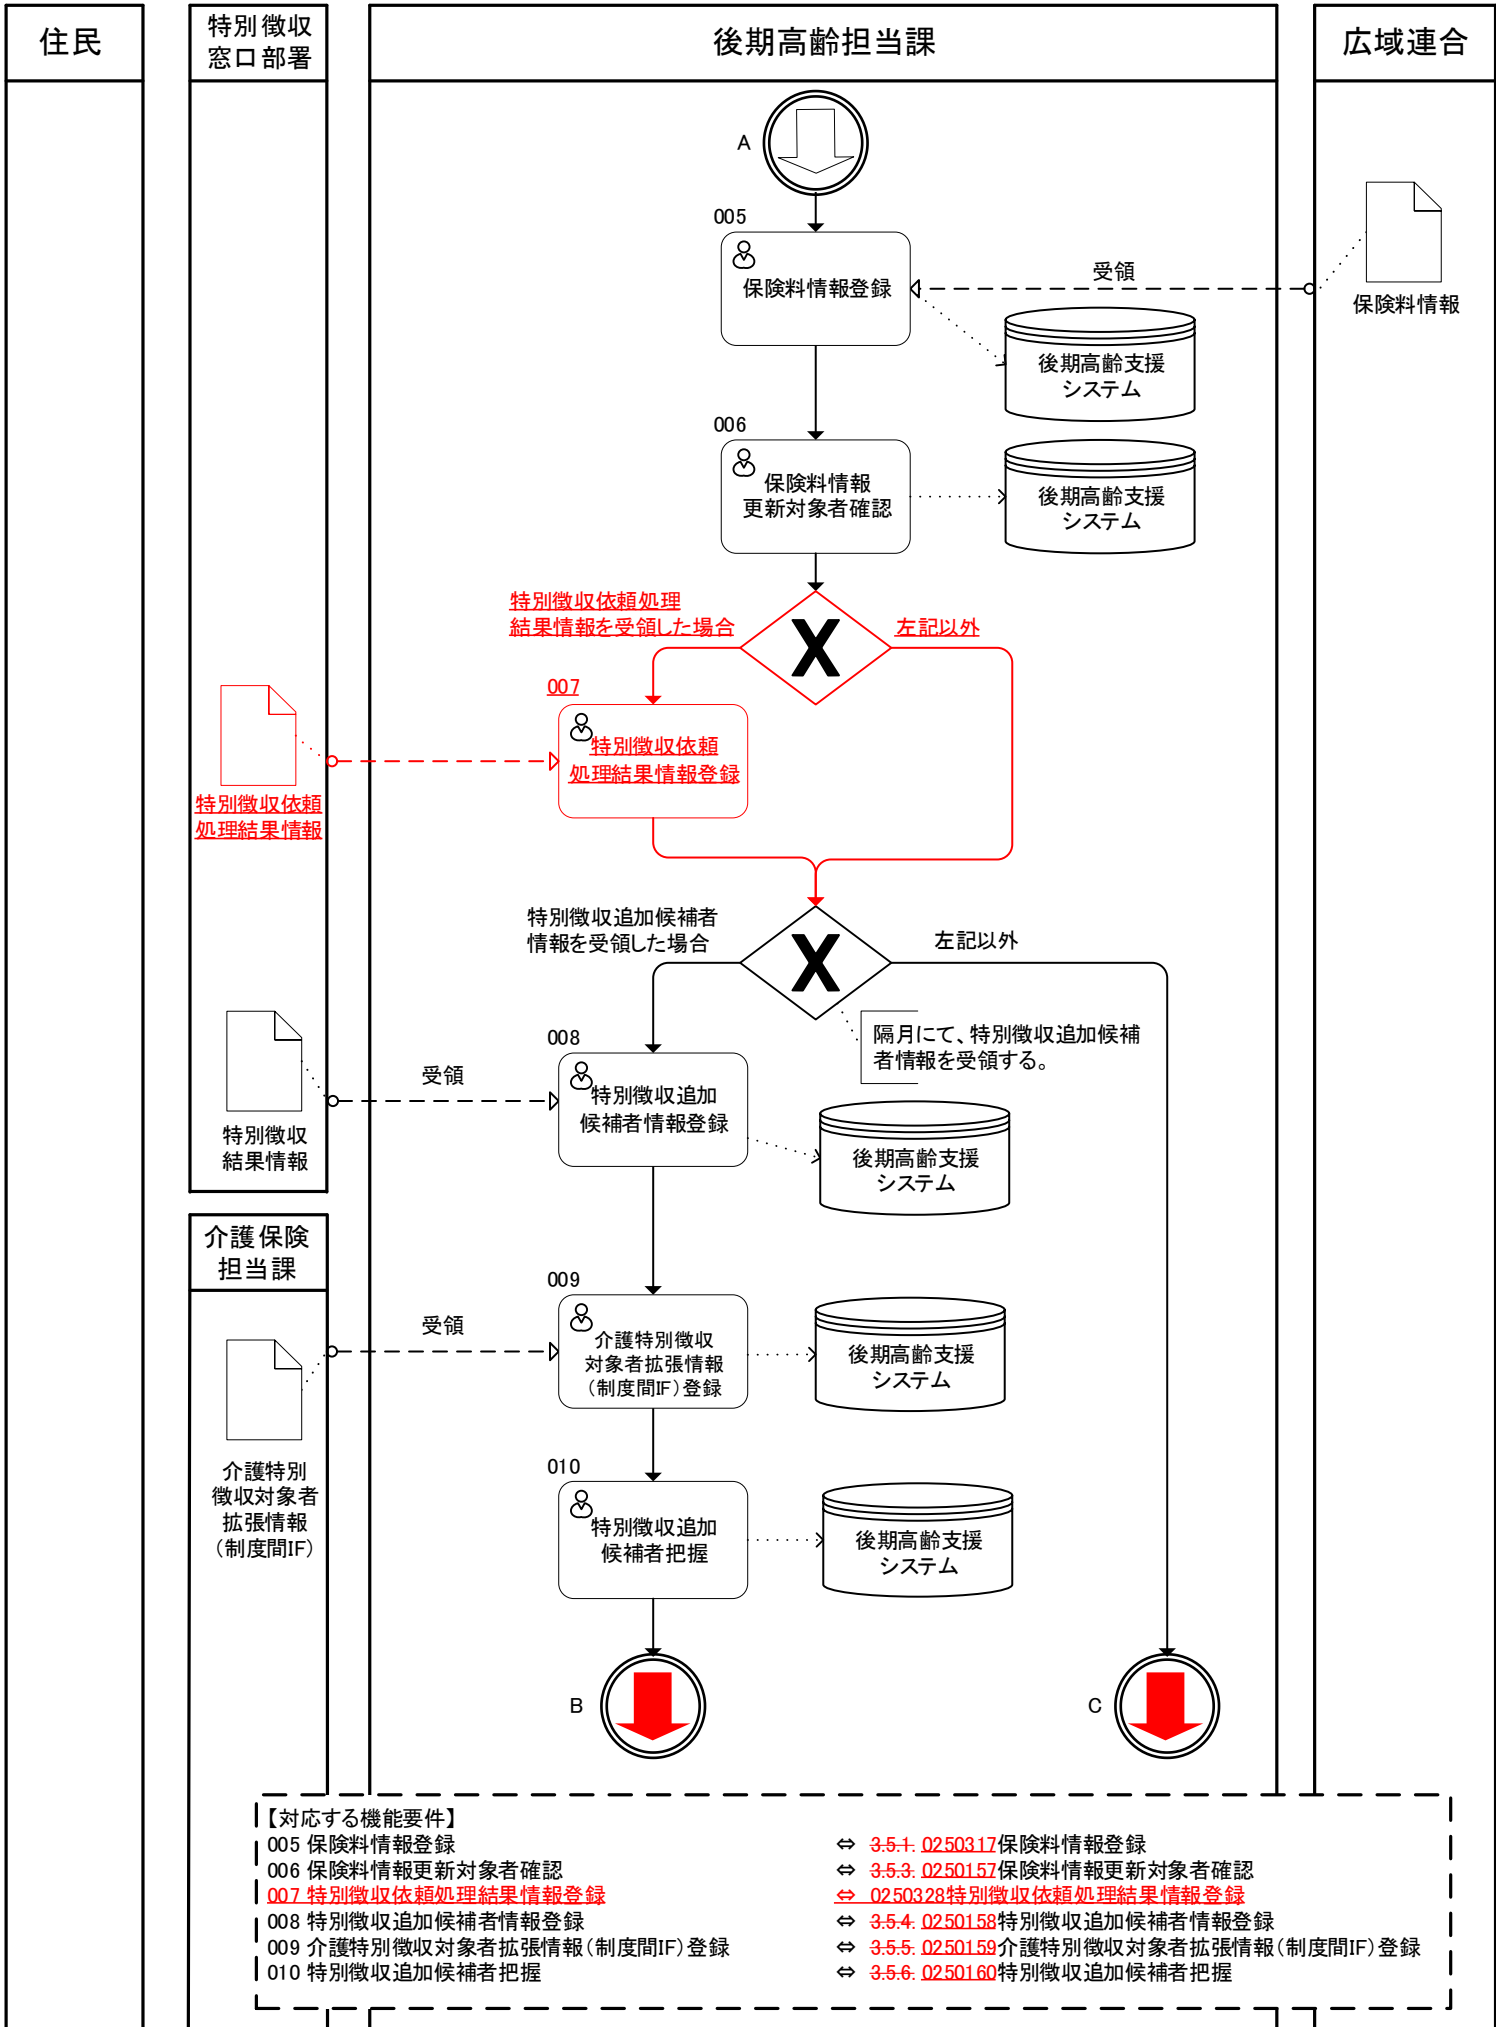 住民
特別徴収
窓口部署
後期高齢担当課
広域連合
A
005
保険料情報登録
受領
保険料情報
後期高齢支援
システム
006
保険料情報
更新対象者確認
後期高齢支援
システム
特別徴収依頼処理
結果情報を受領した場合
左記以外
007
特別徴収依頼
処理結果情報登録
特別徴収依頼
処理結果情報
特別徴収追加候補者
情報を受領した場合
左記以外
隔月にて、特別徴収追加候補
者情報を受領する。
008
特別徴収追加
候補者情報登録
受領
特別徴収
結果情報
後期高齢支援
システム
介護保険
担当課
009
介護特別徴収
対象者拡張情報
（制度間IF）登録
受領
後期高齢支援
システム
介護特別
徴収対象者
拡張情報
（制度間IF）
010
特別徴収追加
候補者把握
後期高齢支援
システム
B
C
【対応する機能要件】
005 保険料情報登録 ⇔ 3.5.1. 0250317保険料情報登録
006 保険料情報更新対象者確認 ⇔ 3.5.3. 0250157保険料情報更新対象者確認
007 特別徴収依頼処理結果情報登録 ⇔ 0250328特別徴収依頼処理結果情報登録
008 特別徴収追加候補者情報登録 ⇔ 3.5.4. 0250158特別徴収追加候補者情報登録
009 介護特別徴収対象者拡張情報（制度間IF）登録 ⇔ 3.5.5. 0250159介護特別徴収対象者拡張情報（制度間IF）登録
010 特別徴収追加候補者把握 ⇔ 3.5.6. 0250160特別徴収追加候補者把握